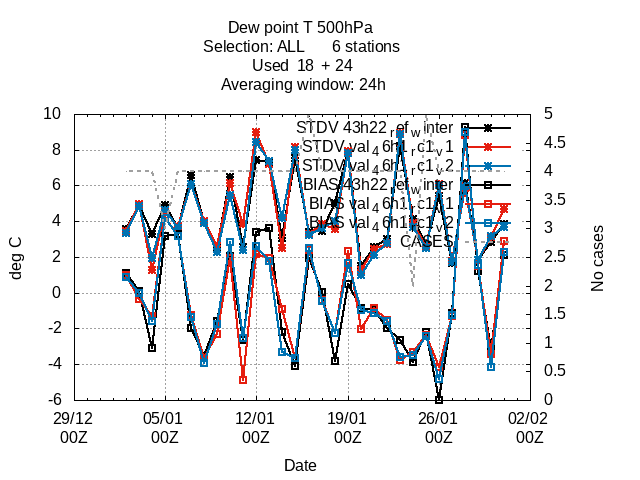 Dew point T 500hPa
Selection: ALL 6 stations
Used 18 + 24
Averaging window: 24h
10
8
6
4
2
0
-2
-4
-6
deg C
5
4.5
4
3.5
3
2.5
2
1.5
1
0.5
0
No cases
STDV 43h22_ref_winter
STDV val_46h1_rc1_v1
STDV val_46h1_rc1_v2
BIAS 43h22_ref_winter
BIAS val_46h1_rc1_v1
BIAS val_46h1_rc1_v2
CASES
29/12 05/01 12/01 19/01 26/01 02/02
00Z 00Z 00Z 00Z 00Z 00Z
Date